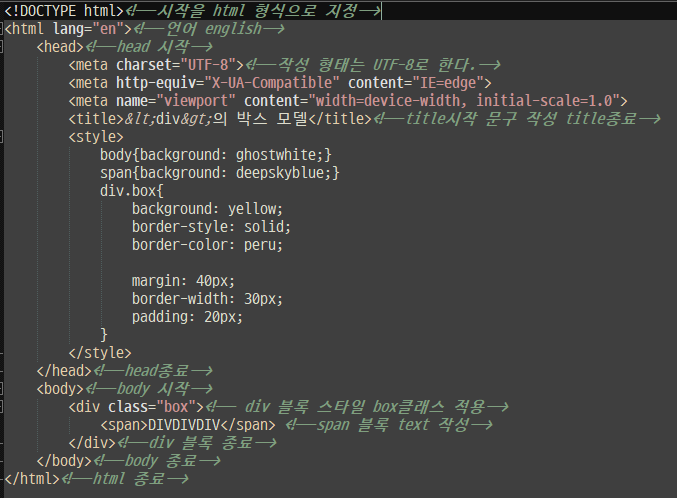 <!DOCTYPE html><!--시작을 html 형식으로 지정-->
<html lang="en"><!--언어 english-->
<head><!--head 시작-->
<meta charset="UTF-8"><!--작성 형태는 UTF-8로 한다.-->
<meta http-equiv="X-UA-Compatible" content="IE=edge">
<meta name="viewport" content="width=device-width, initial-scale=1.0">
<title>&lt;div&gt;의 박스 모델</title><!--title시작 문구 작성 title종료-->
<style>
body{background: ghostwhite;}
span{background: deepskyblue;}
div.box{
background: yellow;
border-style: solid;
border-color: peru;
margin: 40px;
border-width: 30px;
padding: 20px;
}
</style>
</head><!--head종료-->
<body><!--body 시작-->
<div class="box"><!-- div 블록 스타일 box클래스 적용-->
<span>DIVDIVDIV</span> <!--span 블록 text 작성-->
</div><!--div 블록 종료-->
</body><!--body 종료-->
</html><!--html 종료-->